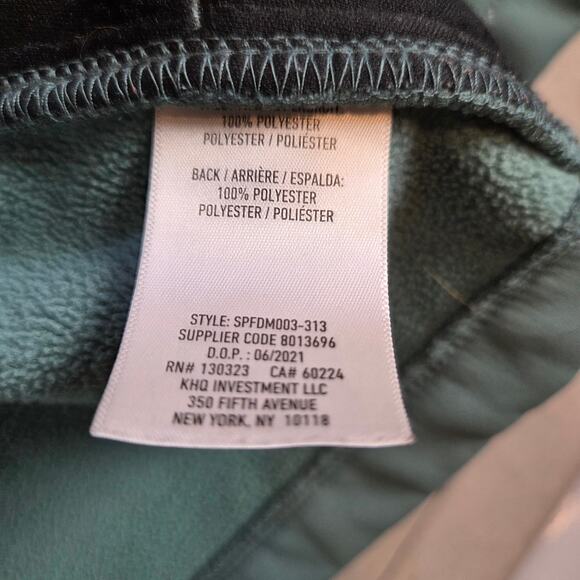 100% POLYESTER
POLYESTER / POLIÉSTER
BACK / ARRIÈRE / ESPALDA:
100% POLYESTER
POLYESTER / POLIÉSTER
STYLE: SPFDM003-313
SUPPLIER CODE 8013696
D.O.P. : 06/2021
RN# 130323 CA# 60224
KHQ INVESTMENT LLC
350 FIFTH AVENUE
NEW YORK, NY 10118